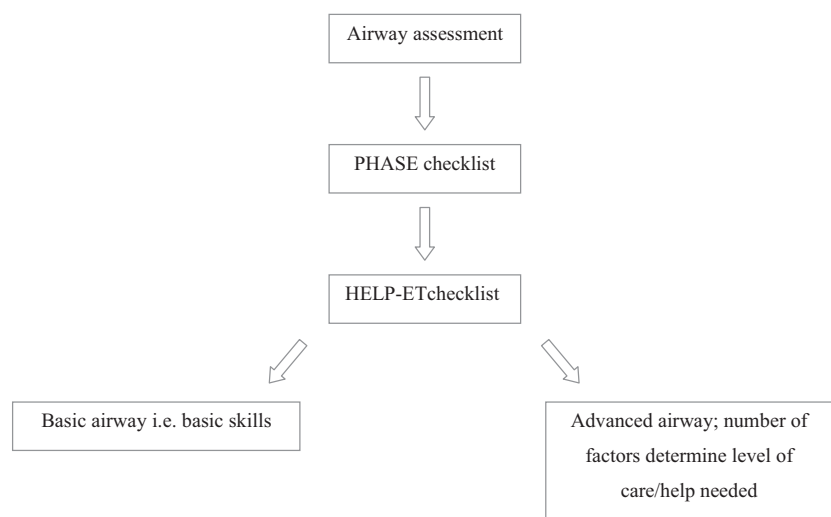 Airway assessment
PHASE checklist
HELP-ETchecklist
Basic airway i.e. basic skills
Advanced airway; number of
factors determine level of
care/help needed